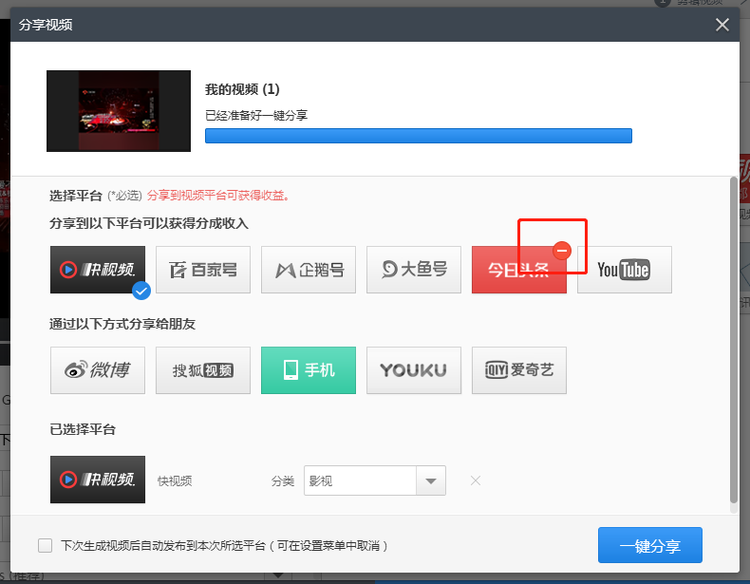 分享视频
我的视频 (1)
已经准备好一键分享
选择平台 (*必选) 分享到视频平台可获得收益。
分享到以下平台可以获得分成收入
快视频 百家号 企鹅号 大鱼号 今日头条 YouTube
通过以下方式分享给朋友
微博 搜狐视频 手机 YOUKU QIY 爱奇艺
已选择平台
快视频 快视频 分类 影视
下次生成视频后自动发布到本次所选平台（可在设置菜单中取消）
一键分享